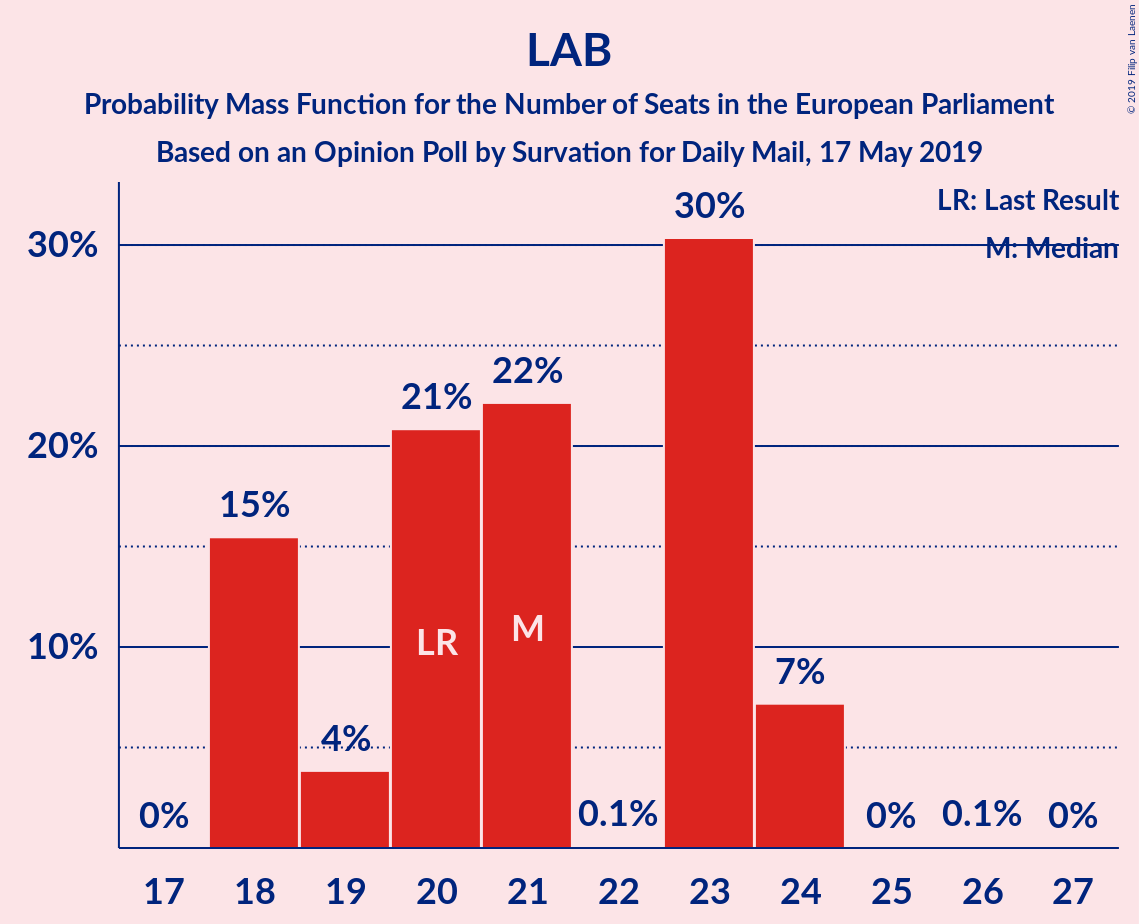 LAB
Probability Mass Function for the Number of Seats in the European Parliament
Based on an Opinion Poll by Survation for Daily Mail, 17 May 2019
© 2019 Filip van Laenen
LR: Last Result
M: Median
30%
20%
10%
0%
15%
4%
21%
22%
0.1%
30%
7%
0%
0.1%
0%
LR
M
17 18 19 20 21 22 23 24 25 26 27